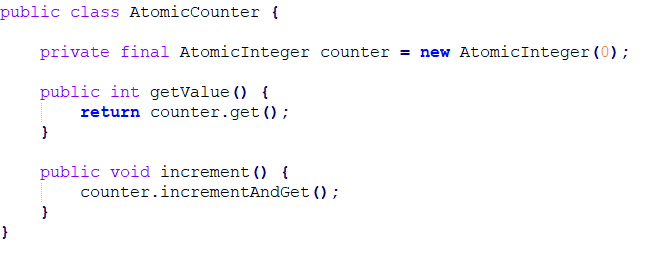 public class AtomicCounter {
private final AtomicInteger counter = new AtomicInteger(0);
public int getValue() {
return counter.get();
}
public void increment() {
counter.incrementAndGet();
}
}